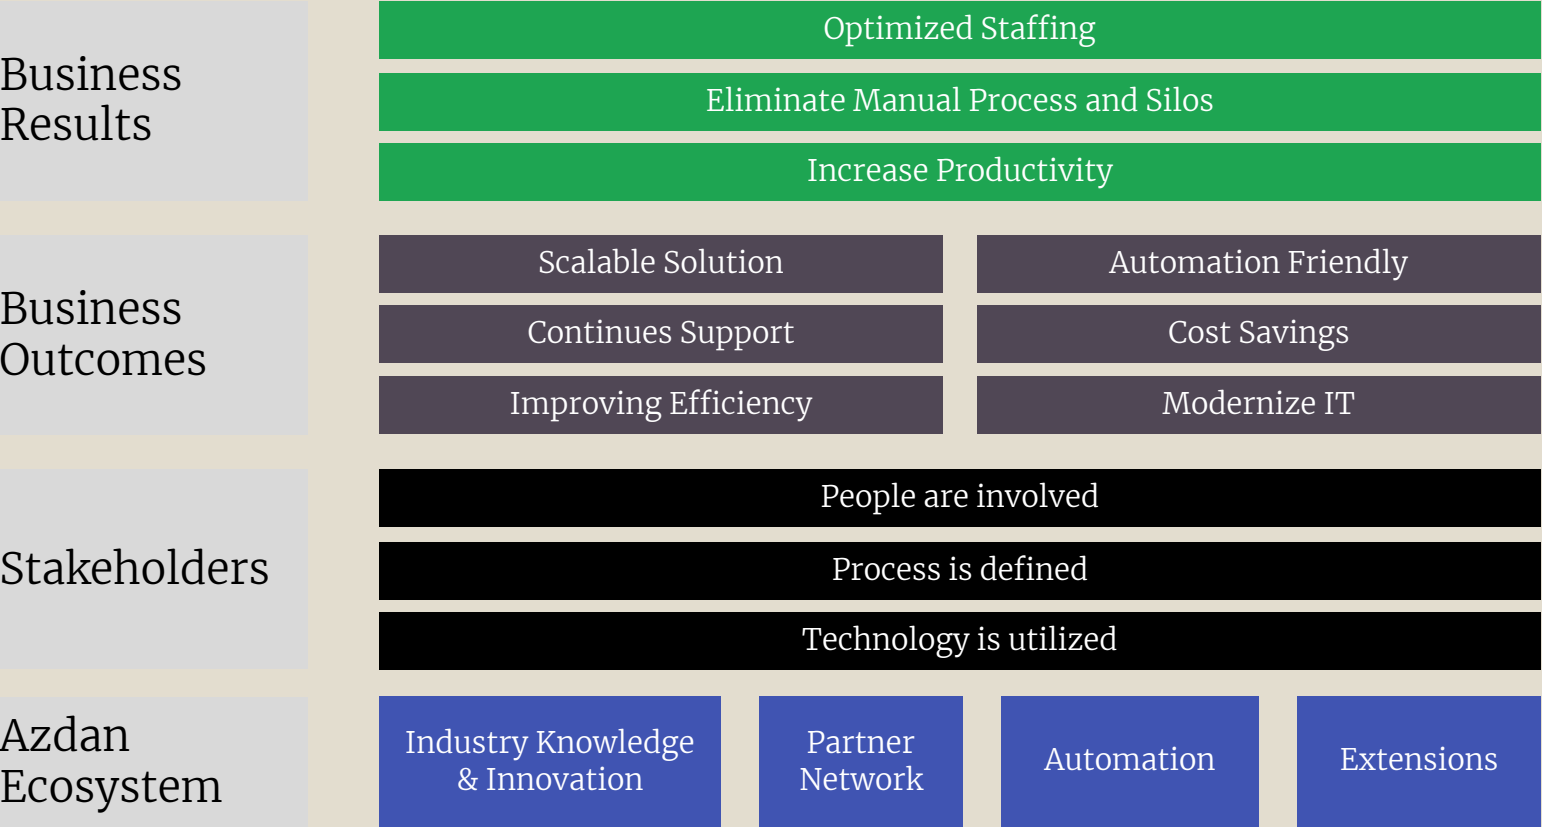 Business
Results
Optimized Staffing
Eliminate Manual Process and Silos
Increase Productivity
Business
Outcomes
Scalable Solution
Automation Friendly
Continues Support
Cost Savings
Improving Efficiency
Modernize IT
Stakeholders
People are involved
Process is defined
Technology is utilized
Azdan
Ecosystem
Industry Knowledge
& Innovation
Partner
Network
Automation
Extensions